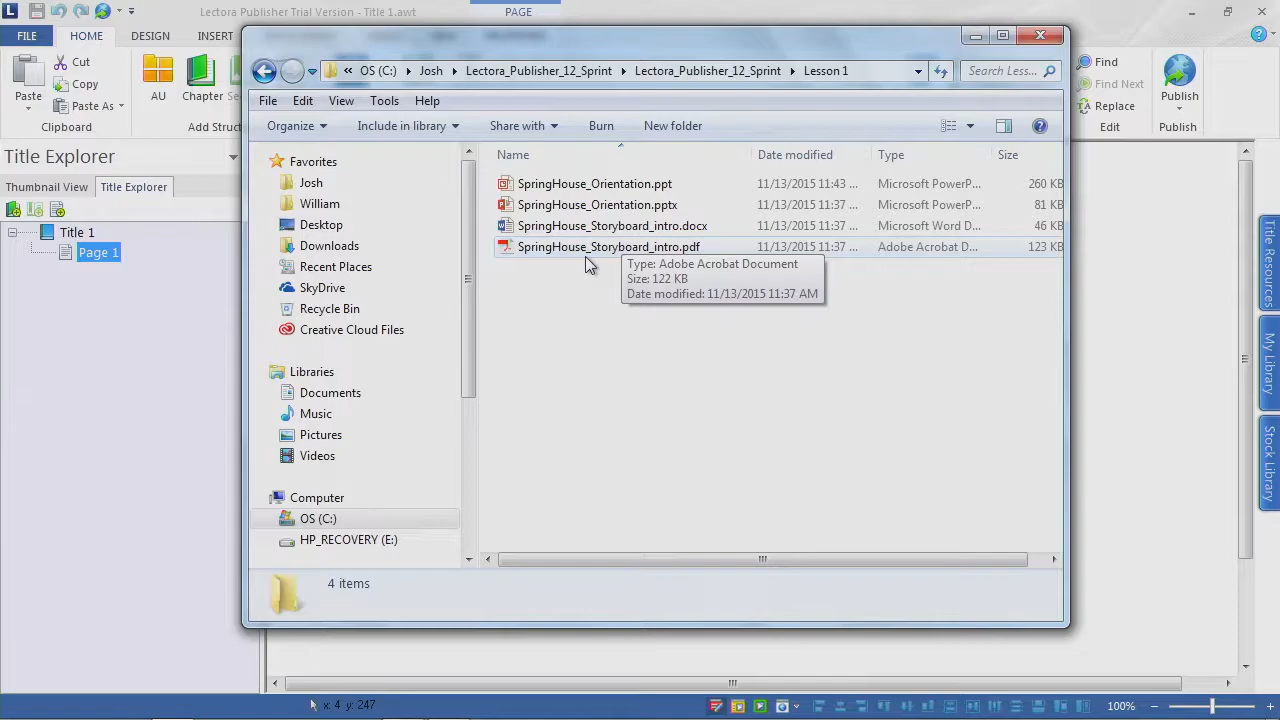 Lectora Publisher Trial Version - Title 1.awt
PAGE
FILE
HOME
DESIGN
INSERT
Paste
Cut
Copy
Paste As
Clipboard
AU
Chapter
Add Struct
Find
Find Next
Replace
Edit
Publish
Publish
Title Explorer
Thumbnail View
Title Explorer
Title 1
Page 1
OS (C:)
Josh
Lectora_Publisher_12_Sprint
Lectora_Publisher_12_Sprint
Lesson 1
Search Less...
File
Edit
View
Tools
Help
Organize
Include in library
Share with
Burn
New folder
Favorites
Josh
William
Desktop
Downloads
Recent Places
SkyDrive
Recycle Bin
Creative Cloud Files
Libraries
Documents
Music
Pictures
Videos
Computer
OS (C:)
HP_RECOVERY (E:)
Name
Date modified
Type
Size
SpringHouse_Orientation.ppt 11/13/2015 11:43 ... Microsoft PowerP... 260 KB
SpringHouse_Orientation.pptx 11/13/2015 11:37 ... Microsoft PowerP... 81 KB
SpringHouse_Storyboard_intro.docx 11/13/2015 11:37 ... Microsoft Word D... 46 KB
SpringHouse_Storyboard_intro.pdf 11/13/2015 11:37 ... Adobe Acrobat D... 123 KB
Type: Adobe Acrobat Document
Size: 122 KB
Date modified: 11/13/2015 11:37 AM
4 items
Title Resources
My Library
Stock Library
x: 4 y: 247
100%